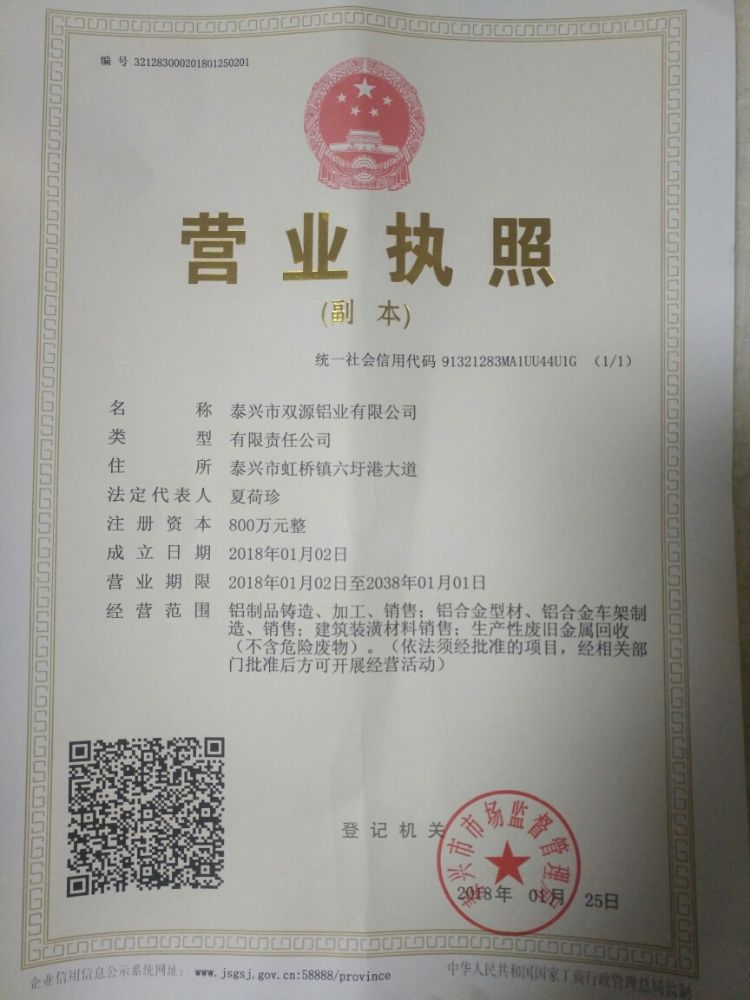 编号 321283000201801250201
营业执照
(副本)
统一社会信用代码 91321283MA1UU44U1G (1/1)
名称 泰兴市双源铝业有限公司
类型 有限责任公司
住所 泰兴市虹桥镇六圩港大道
法定代表人 夏荷珍
注册资本 800万元整
成立日期 2018年01月02日
营业期限 2018年01月02日至2038年01月01日
经营范围 铝制品铸造、加工、销售；铝合金型材、铝合金车架制
造、销售；建筑装潢材料销售；生产性废旧金属回收
（不含危险废物）。（依法须经批准的项目，经相关部
门批准后方可开展经营活动）
登记机关
泰兴市市场监督管理局
2018年 01月 25日
企业信用信息公示系统网址： www.jsgsj.gov.cn:58888/province
中华人民共和国国家工商行政管理总局监制